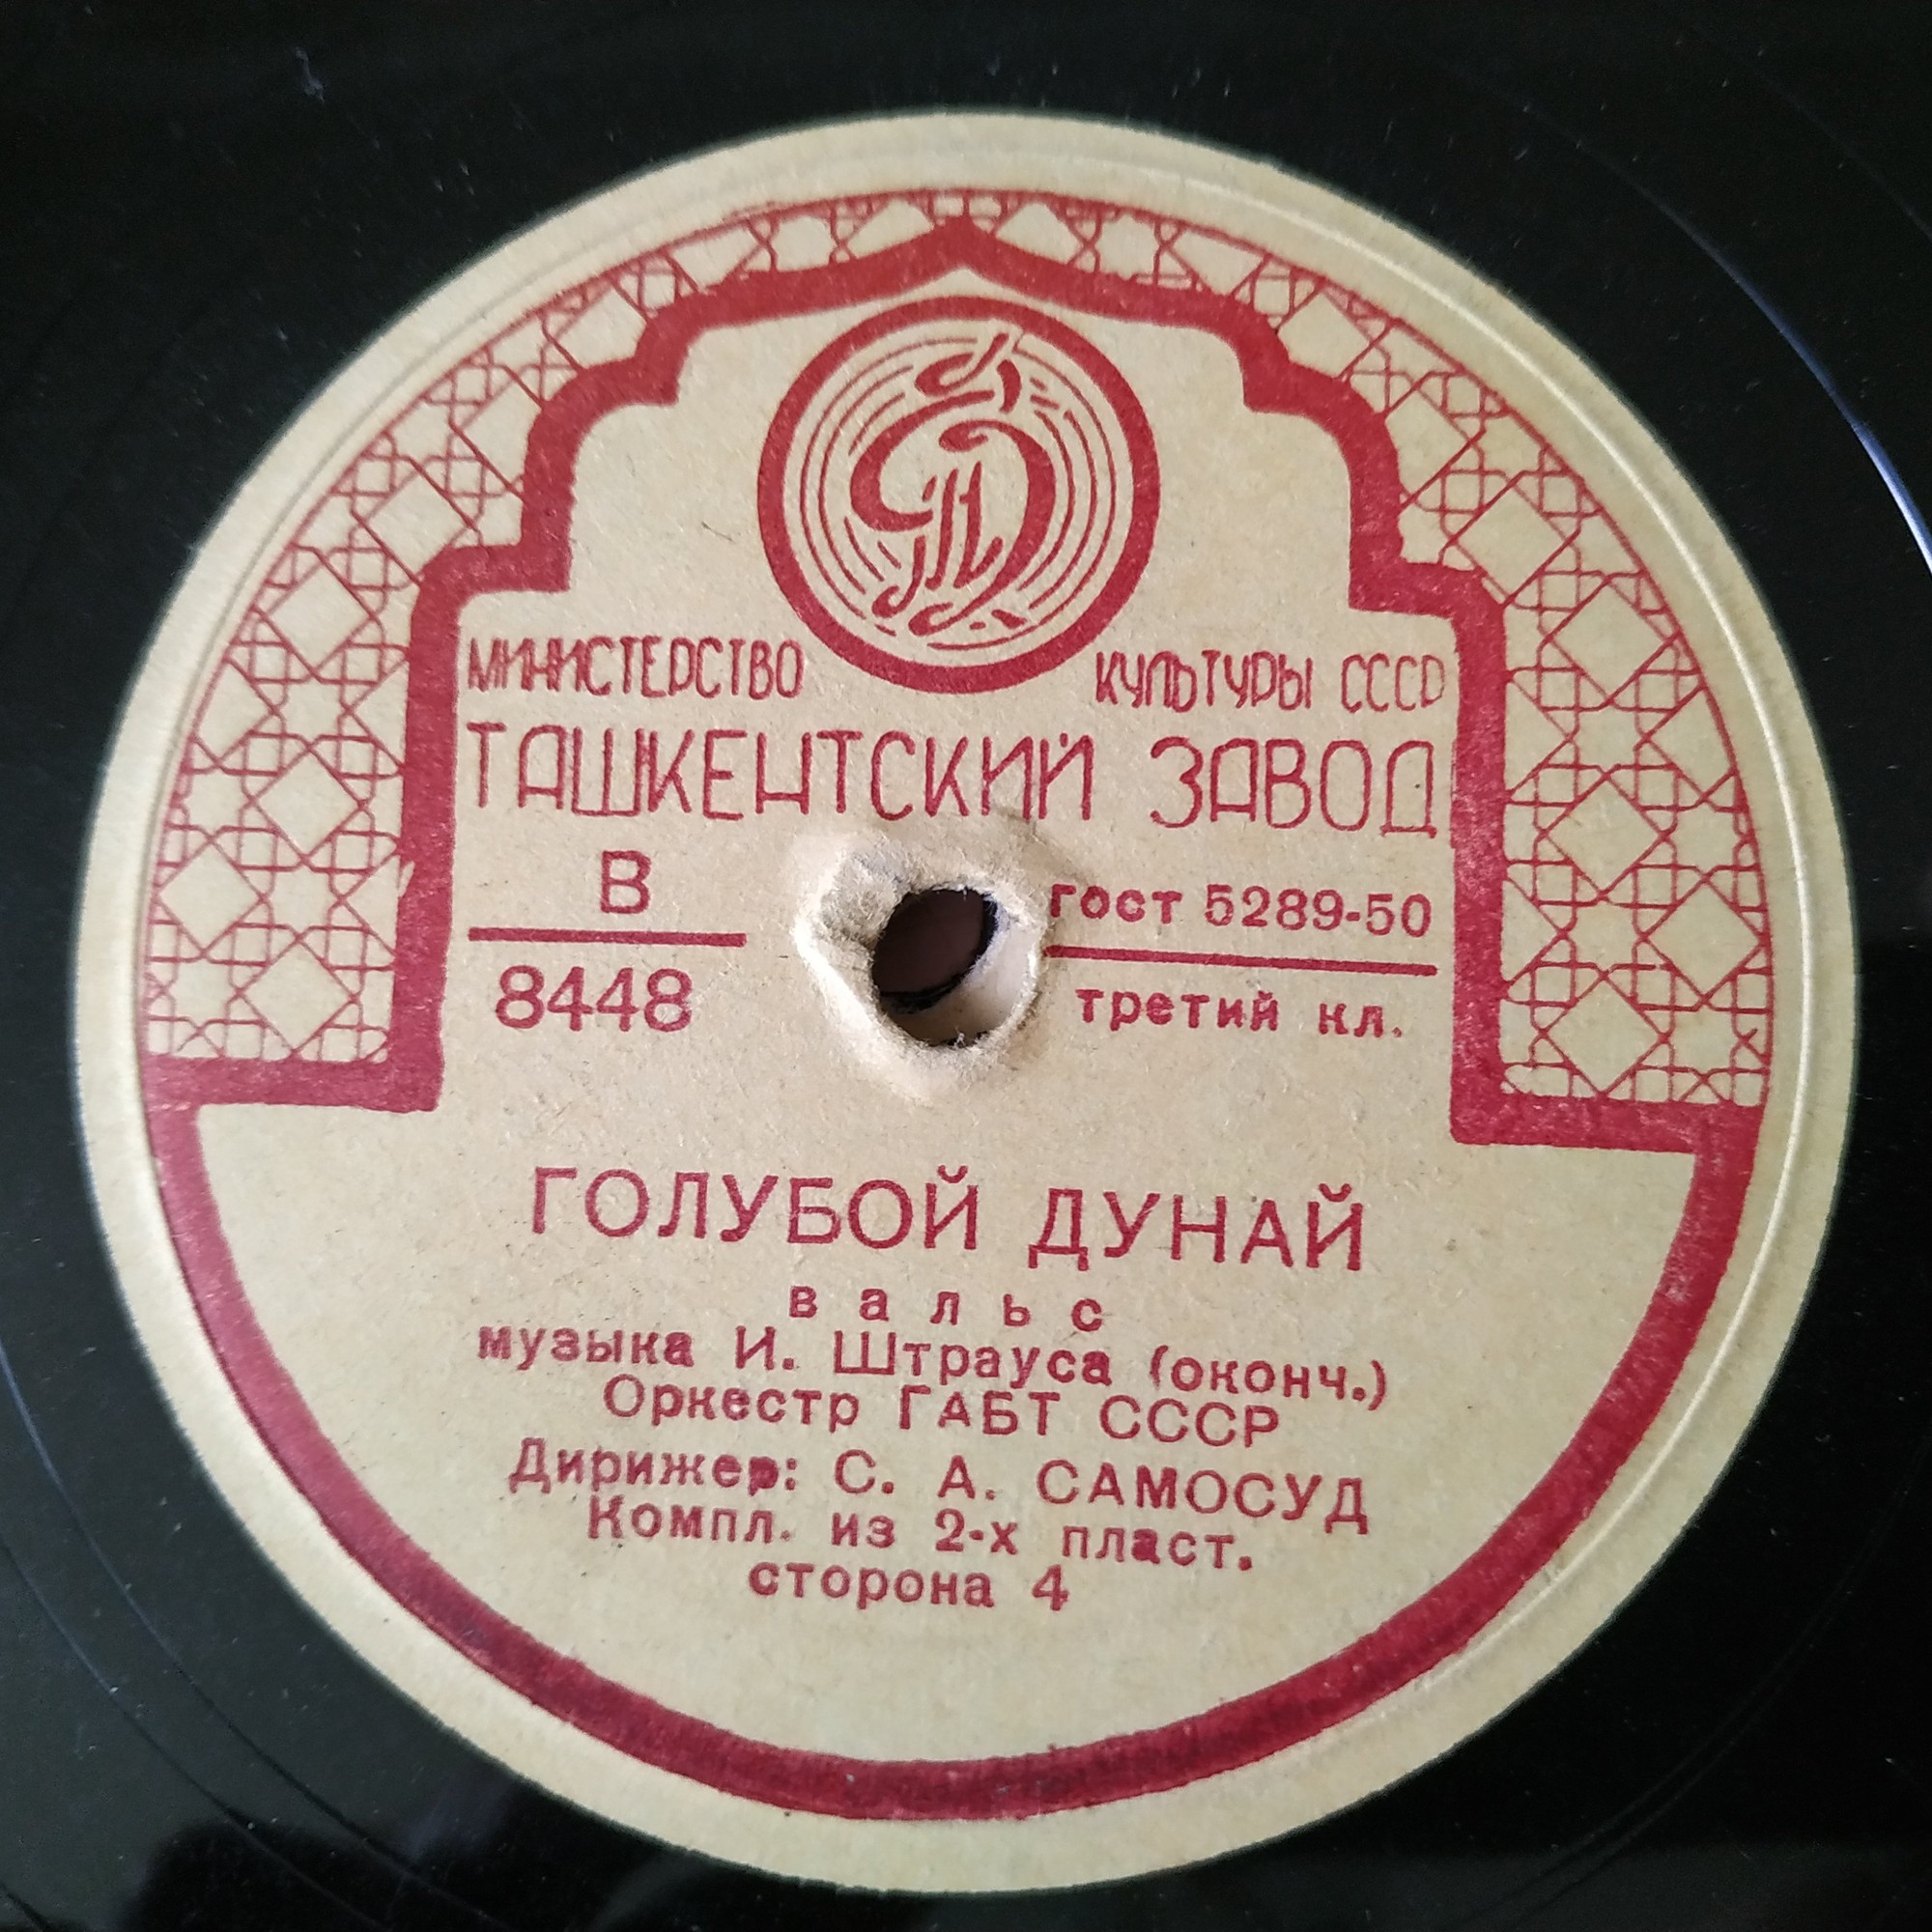 МИНИСТЕРСТВО КУЛЬТУРЫ СССР
ТАШКЕНТСКИЙ ЗАВОД
В
8448
гост 5289-50
третий кл.
ГОЛУБОЙ ДУНАЙ
вальс
музыка И. Штрауса (оконч.)
Оркестр ГАБТ СССР
Дирижер: С. А. САМОСУД
Компл. из 2-х пласт.
сторона 4